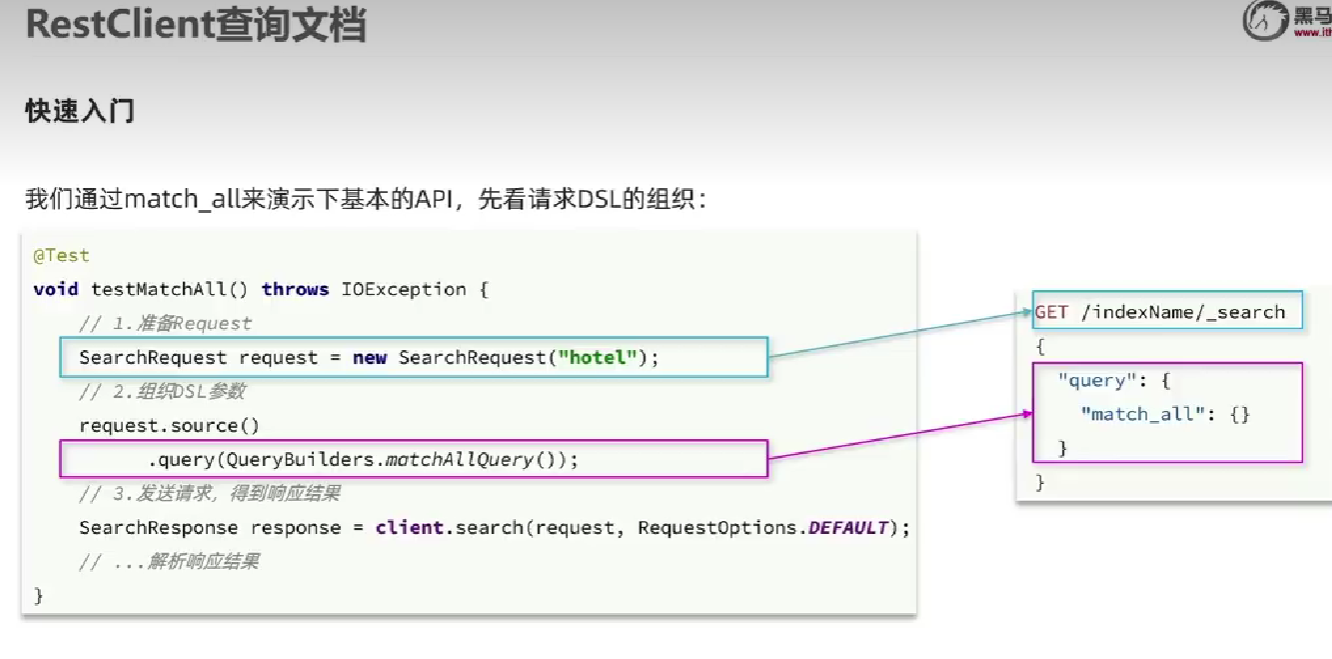 RestClient查询文档
黑马
www.ith
快速入门
我们通过match_all来演示下基本的API，先看请求DSL的组织：
@Test
void testMatchAll() throws IOException {
// 1.准备Request
SearchRequest request = new SearchRequest("hotel");
// 2.组织DSL参数
request.source()
.query(QueryBuilders.matchAllQuery());
// 3.发送请求，得到响应结果
SearchResponse response = client.search(request, RequestOptions.DEFAULT);
// ...解析响应结果
}
GET /indexName/_search
{
"query": {
"match_all": {}
}
}